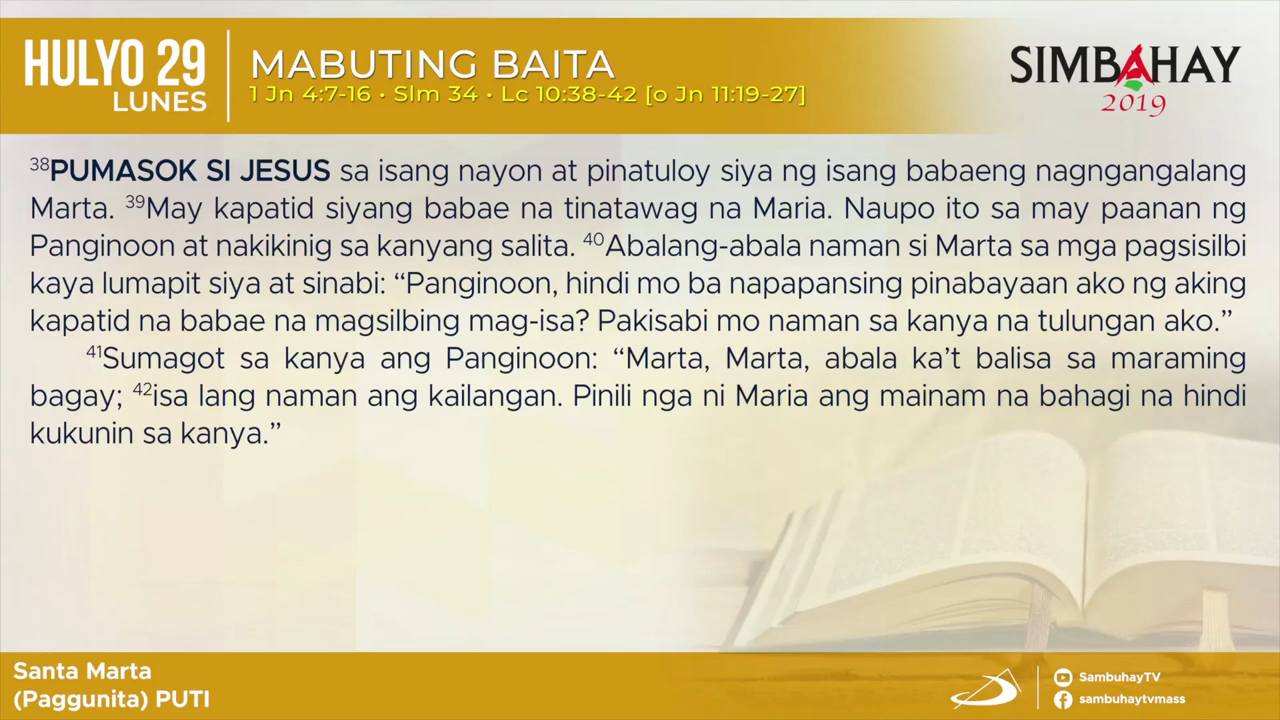 HULYO 29
LUNES
MABUTING BAITA
1 Jn 4:7-16 • Slm 34 • Lc 10:38-42 [o Jn 11:19-27]
SIMBAHAY
2019
38PUMASOK SI JESUS sa isang nayon at pinatuloy siya ng isang babaeng nagngangalang
Marta. 39May kapatid siyang babae na tinatawag na Maria. Naupo ito sa may paanan ng
Panginoon at nakikinig sa kanyang salita. 40Abalang-abala naman si Marta sa mga pagsisilbi
kaya lumapit siya at sinabi: “Panginoon, hindi mo ba napapansing pinabayaan ako ng aking
kapatid na babae na magsilbing mag-isa? Pakisabi mo naman sa kanya na tulungan ako.”
41Sumagot sa kanya ang Panginoon: “Marta, Marta, abala ka’t balisa sa maraming
bagay; 42isa lang naman ang kailangan. Pinili nga ni Maria ang mainam na bahagi na hindi
kukunin sa kanya.”
Santa Marta
(Paggunita) PUTI
SambuhayTV
sambuhaytvmass